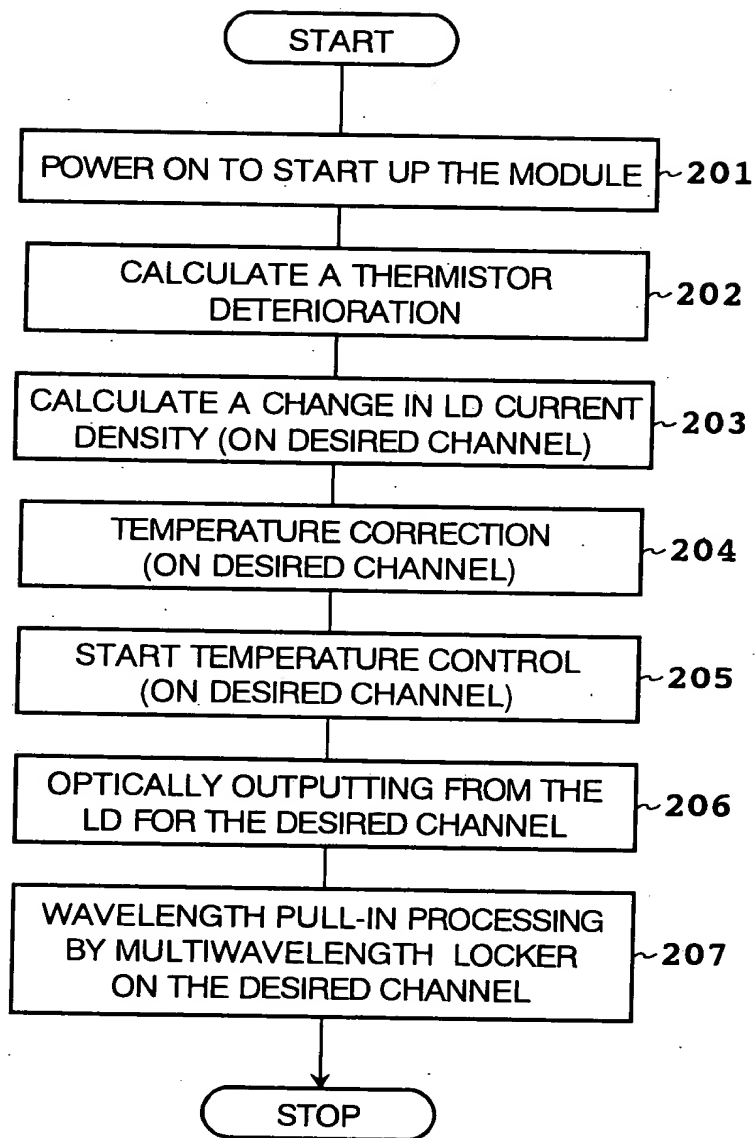 START
POWER ON TO START UP THE MODULE
201
CALCULATE A THERMISTOR
DETERIORATION
202
CALCULATE A CHANGE IN LD CURRENT
DENSITY (ON DESIRED CHANNEL)
203
TEMPERATURE CORRECTION
(ON DESIRED CHANNEL)
204
START TEMPERATURE CONTROL
(ON DESIRED CHANNEL)
205
OPTICALLY OUTPUTTING FROM THE
LD FOR THE DESIRED CHANNEL
206
WAVELENGTH PULL-IN PROCESSING
BY MULTIWAVELENGTH LOCKER
ON THE DESIRED CHANNEL
207
STOP